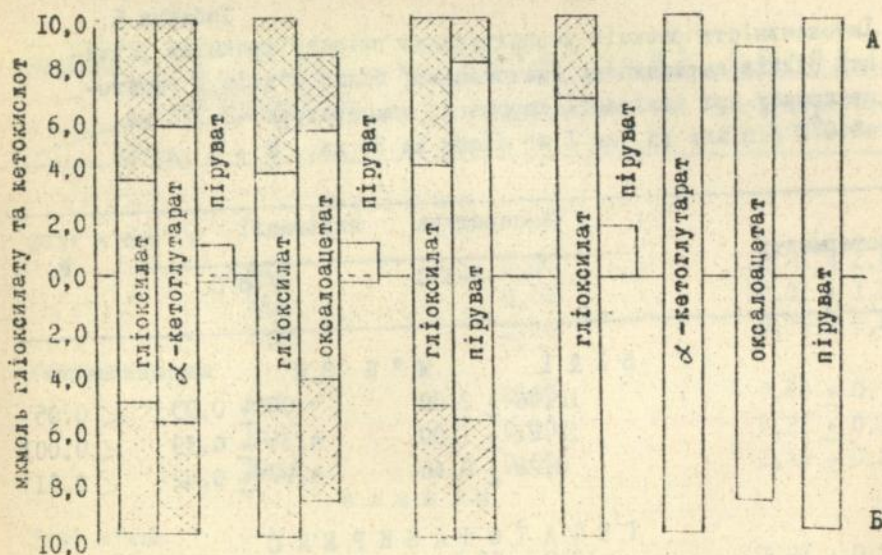 мкмоль гліоксилату та кетокислот
10,0
8,0
6,0
4,0
2,0
0,0
2,0
4,0
6,0
8,0
10,0
А
Б
гліоксилат
α-кетоглутарат
піруват
гліоксилат
оксалоацетат
піруват
гліоксилат
піруват
гліоксилат
піруват
α-кетоглутарат
оксалоацетат
піруват